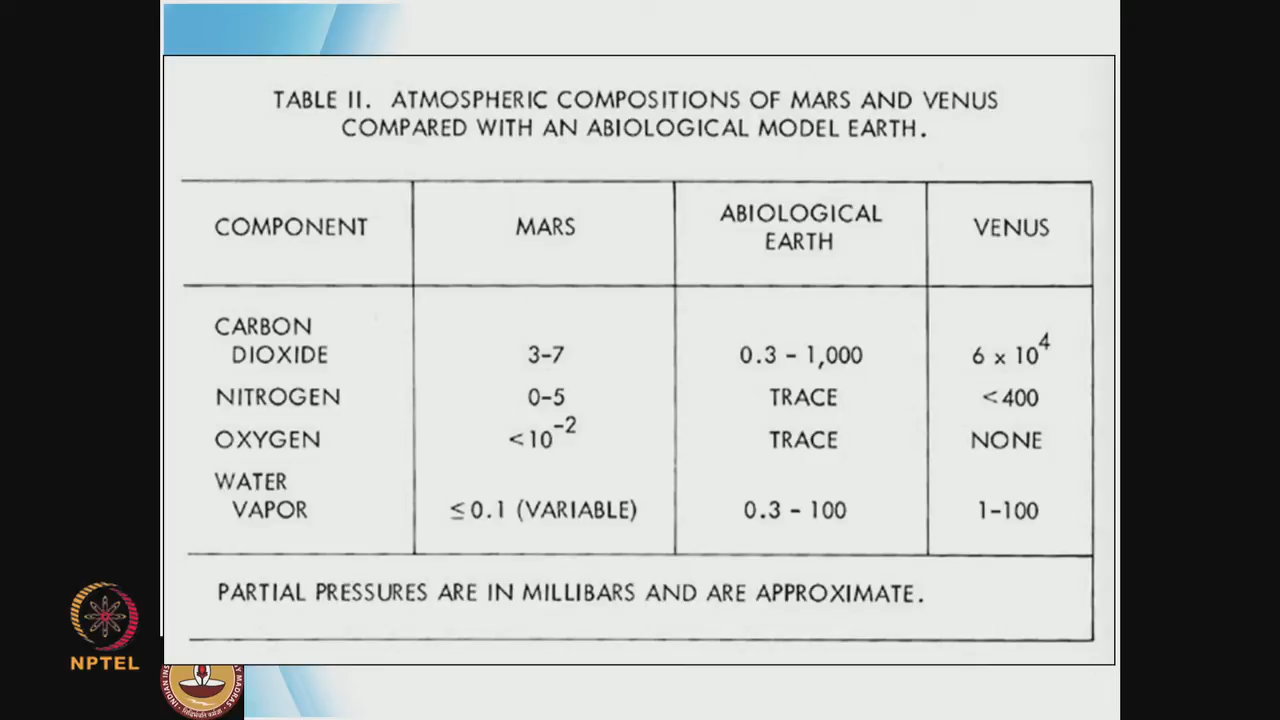 TABLE II. ATMOSPHERIC COMPOSITIONS OF MARS AND VENUS
COMPARED WITH AN ABIOLOGICAL MODEL EARTH.
COMPONENT MARS ABIOLOGICAL EARTH VENUS
CARBON
DIOXIDE 3-7 0.3 - 1,000 6 x 10⁴
NITROGEN 0-5 TRACE <400
OXYGEN <10⁻² TRACE NONE
WATER
VAPOR ≤ 0.1 (VARIABLE) 0.3 - 100 1-100
PARTIAL PRESSURES ARE IN MILLIBARS AND ARE APPROXIMATE.
NPTEL